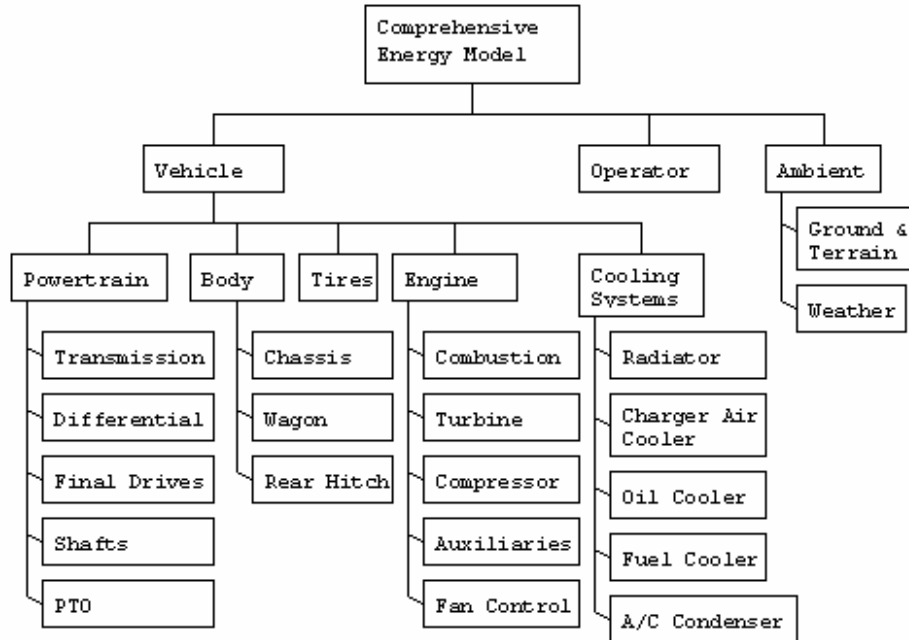 Comprehensive
Energy Model
Vehicle
Operator
Ambient
Ground &
Terrain
Weather
Powertrain
Body
Tires
Engine
Cooling
Systems
Transmission
Differential
Final Drives
Shafts
PTO
Chassis
Wagon
Rear Hitch
Combustion
Turbine
Compressor
Auxiliaries
Fan Control
Radiator
Charger Air
Cooler
Oil Cooler
Fuel Cooler
A/C Condenser